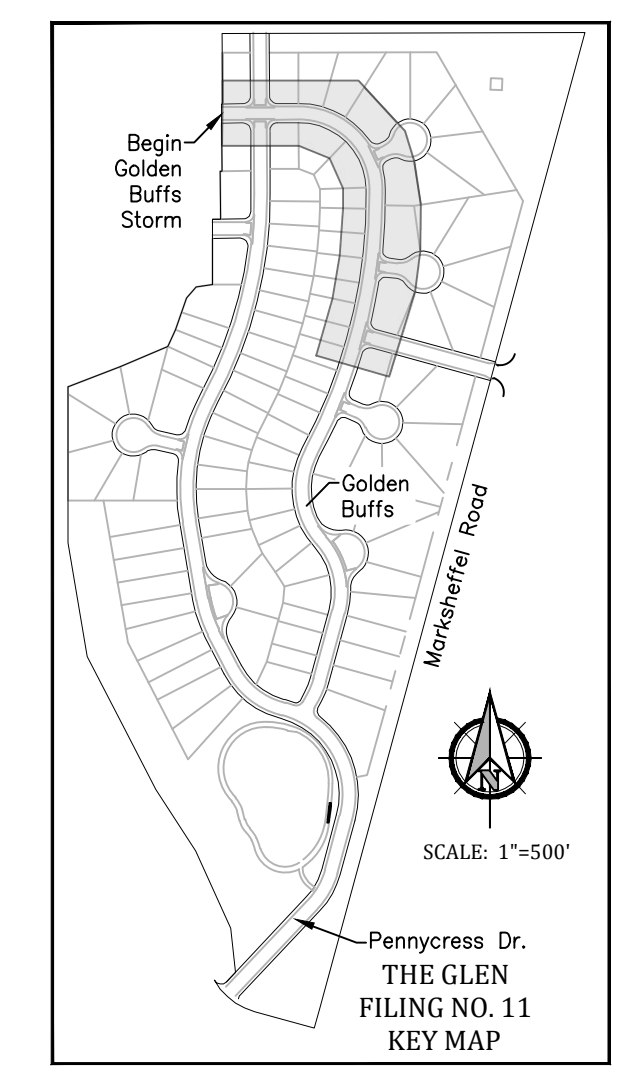 Begin
Golden
Buffs
Storm
Golden
Buffs
Marksheffel Road
N
SCALE: 1"=500'
Pennycress Dr.
THE GLEN
FILING NO. 11
KEY MAP